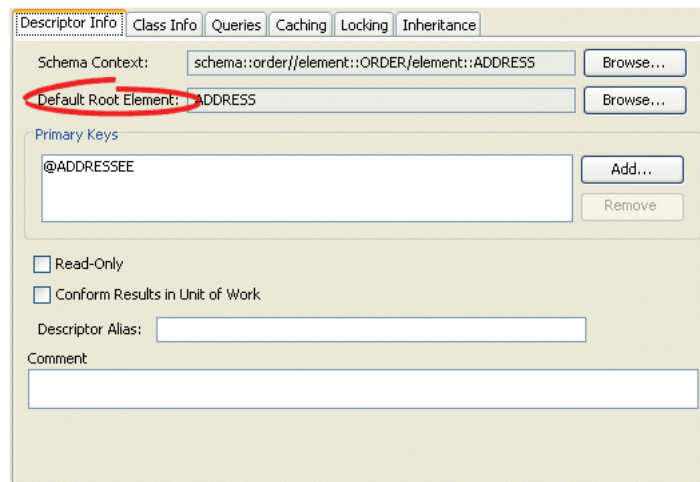 Descriptor Info Class Info Queries Caching Locking Inheritance
Schema Context: schema::order//element::ORDER/element::ADDRESS Browse...
Default Root Element: ADDRESS Browse...
Primary Keys
@ADDRESSEE Add...
Remove
Read-Only
Conform Results in Unit of Work
Descriptor Alias:
Comment